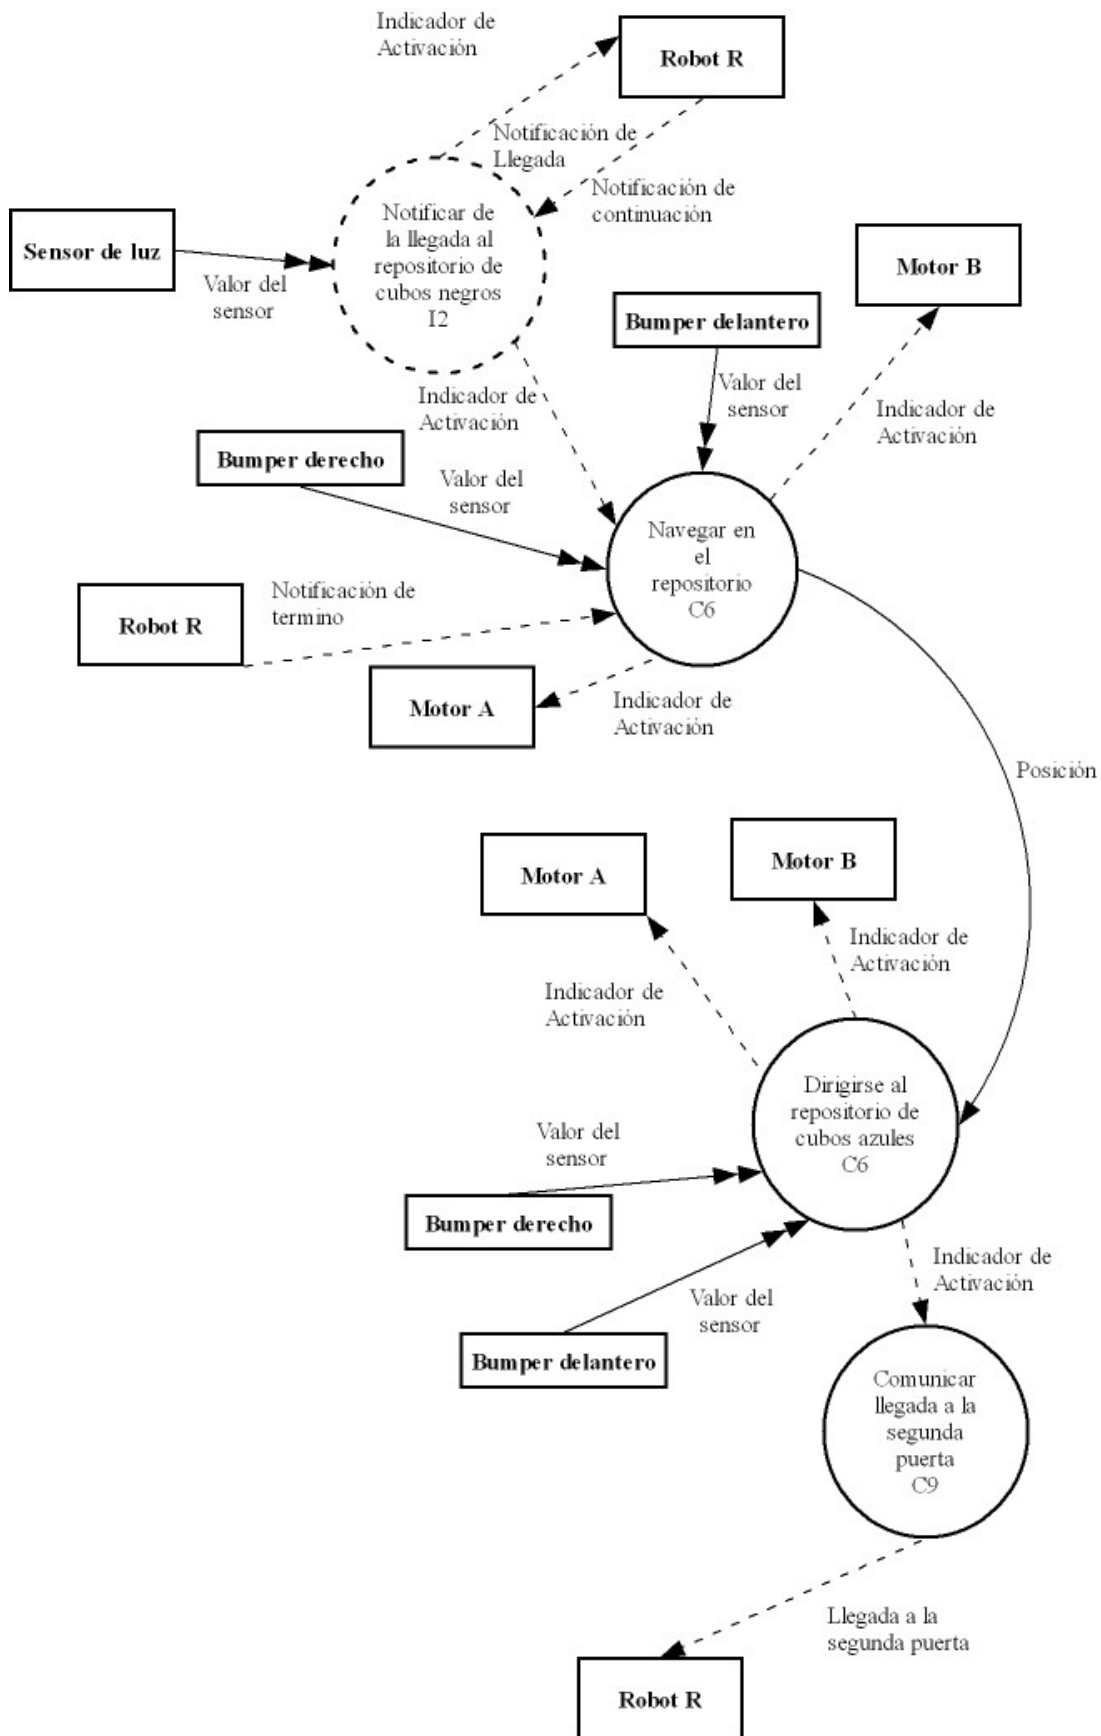 Indicador de
Activación
Robot R
Notificación de
Llegada
Notificación de
continuación
Notificar de
la llegada al
repositorio de
cubos negros
I2
Sensor de luz
Valor del
sensor
Motor B
Bumper delantero
Valor del
sensor
Indicador de
Activación
Indicador de
Activación
Bumper derecho
Valor del
sensor
Navegar en
el
repositorio
C6
Notificación de
termino
Robot R
Motor A
Indicador de
Activación
Posición
Motor A
Motor B
Indicador de
Activación
Indicador de
Activación
Dirigirse al
repositorio de
cubos azules
C6
Valor del
sensor
Bumper derecho
Valor del
sensor
Bumper delantero
Indicador de
Activación
Comunicar
llegada a la
segunda
puerta
C9
Llegada a la
segunda puerta
Robot R